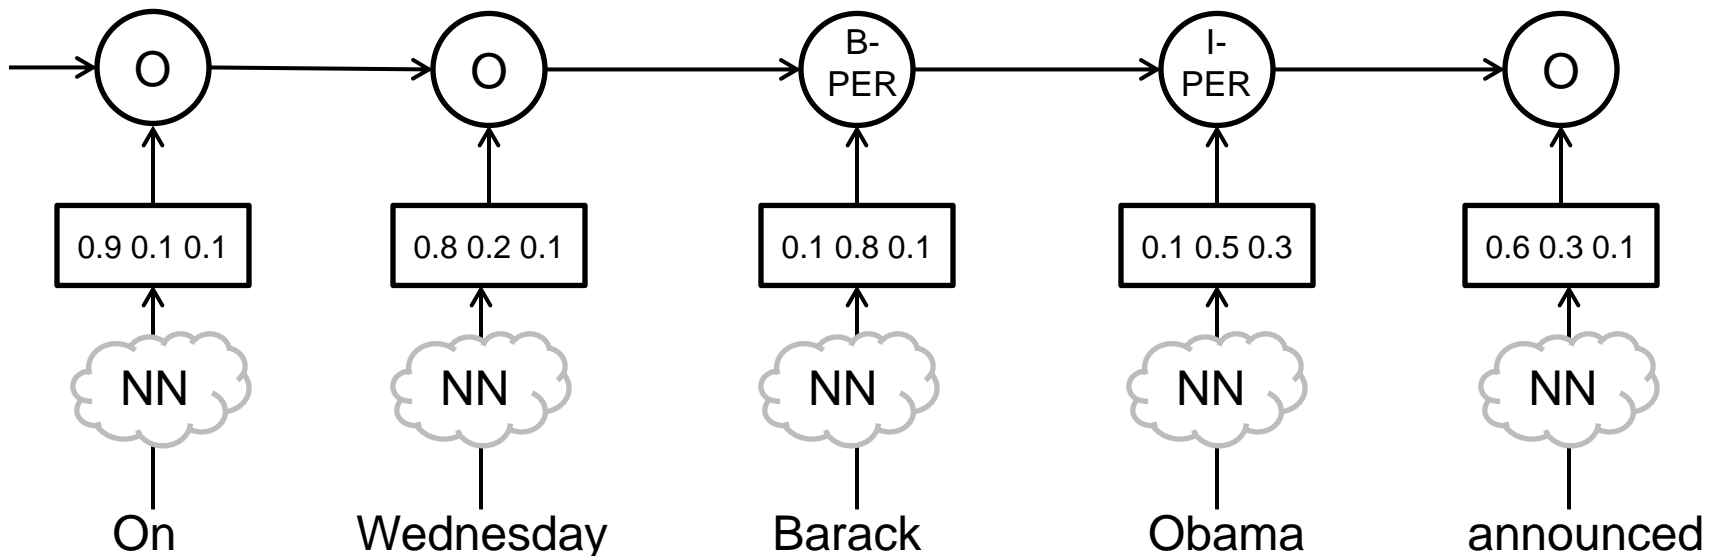 O O B- I- O
PER PER
0.9 0.1 0.1 0.8 0.2 0.1 0.1 0.8 0.1 0.1 0.5 0.3 0.6 0.3 0.1
NN NN NN NN NN
On Wednesday Barack Obama announced